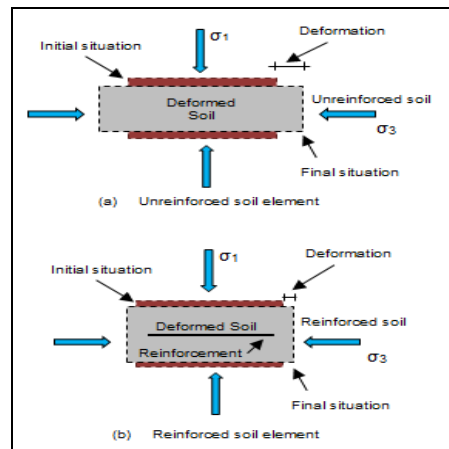 Initial situation
σ1
Deformation
Deformed
Soil
Unreinforced soil
σ3
Final situation
(a) Unreinforced soil element
Initial situation
σ1
Deformation
Deformed Soil
Reinforcement
Reinforced soil
σ3
Final situation
(b) Reinforced soil element